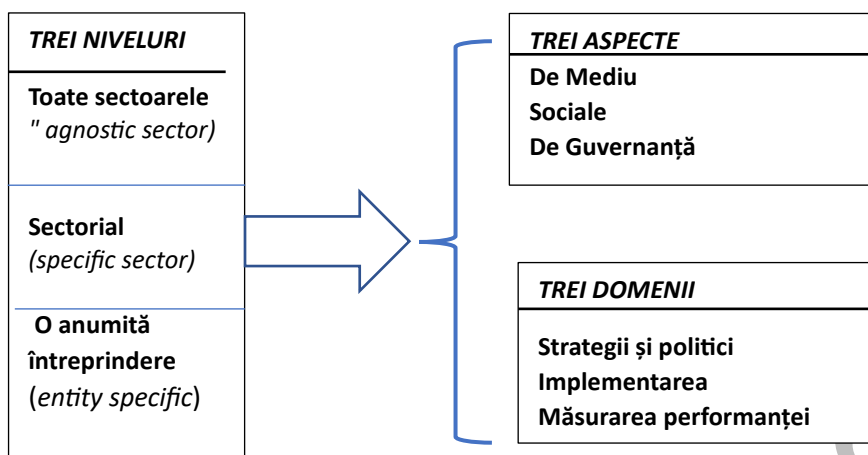 TREI NIVELURI
Toate sectoarele
" agnostic sector)
Sectorial
(specific sector)
O anumită
întreprindere
(entity specific)
TREI ASPECTE
De Mediu
Sociale
De Guvernanță
TREI DOMENII
Strategii și politici
Implementarea
Măsurarea performanței